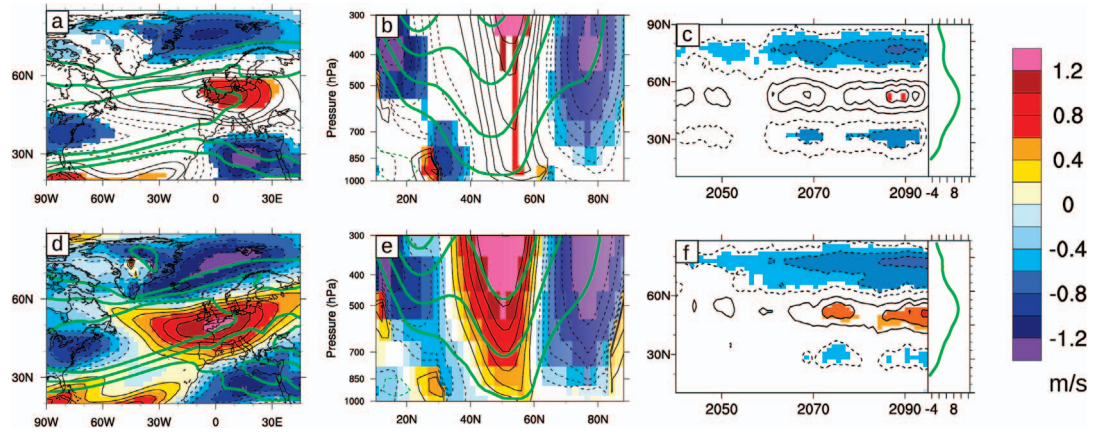 a
60N
30N
90W
60W
30W
0
30E
b
Pressure (hPa)
300
400
500
700
850
1000
20N
40N
60N
80N
c
90N
60N
30N
2050
2070
2090 -4 8
d
60N
30N
90W
60W
30W
0
30E
e
Pressure (hPa)
300
400
500
700
850
1000
20N
40N
60N
80N
f
60N
30N
2050
2070
2090 -4 8
1.2
0.8
0.4
0
-0.4
-0.8
-1.2
m/s